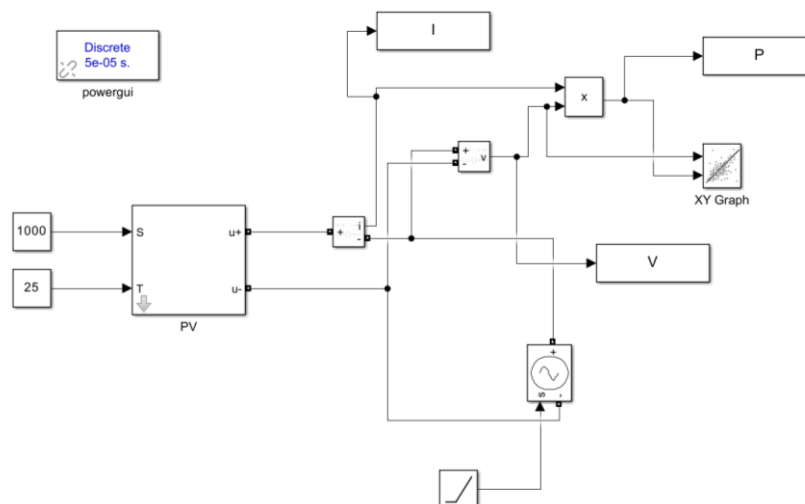 I
Discrete
5e-05 s.
powergui
P
x
+
-
v
XY Graph
1000
S
u+
+
i
-
V
25
T
u-
PV
+
s
-